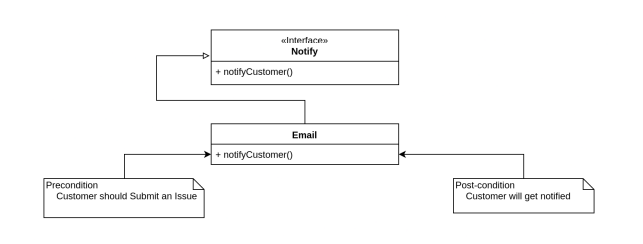 «Interface»
Notify
+ notifyCustomer()
Email
+ notifyCustomer()
Precondition
Customer should Submit an Issue
Post-condition
Customer will get notified